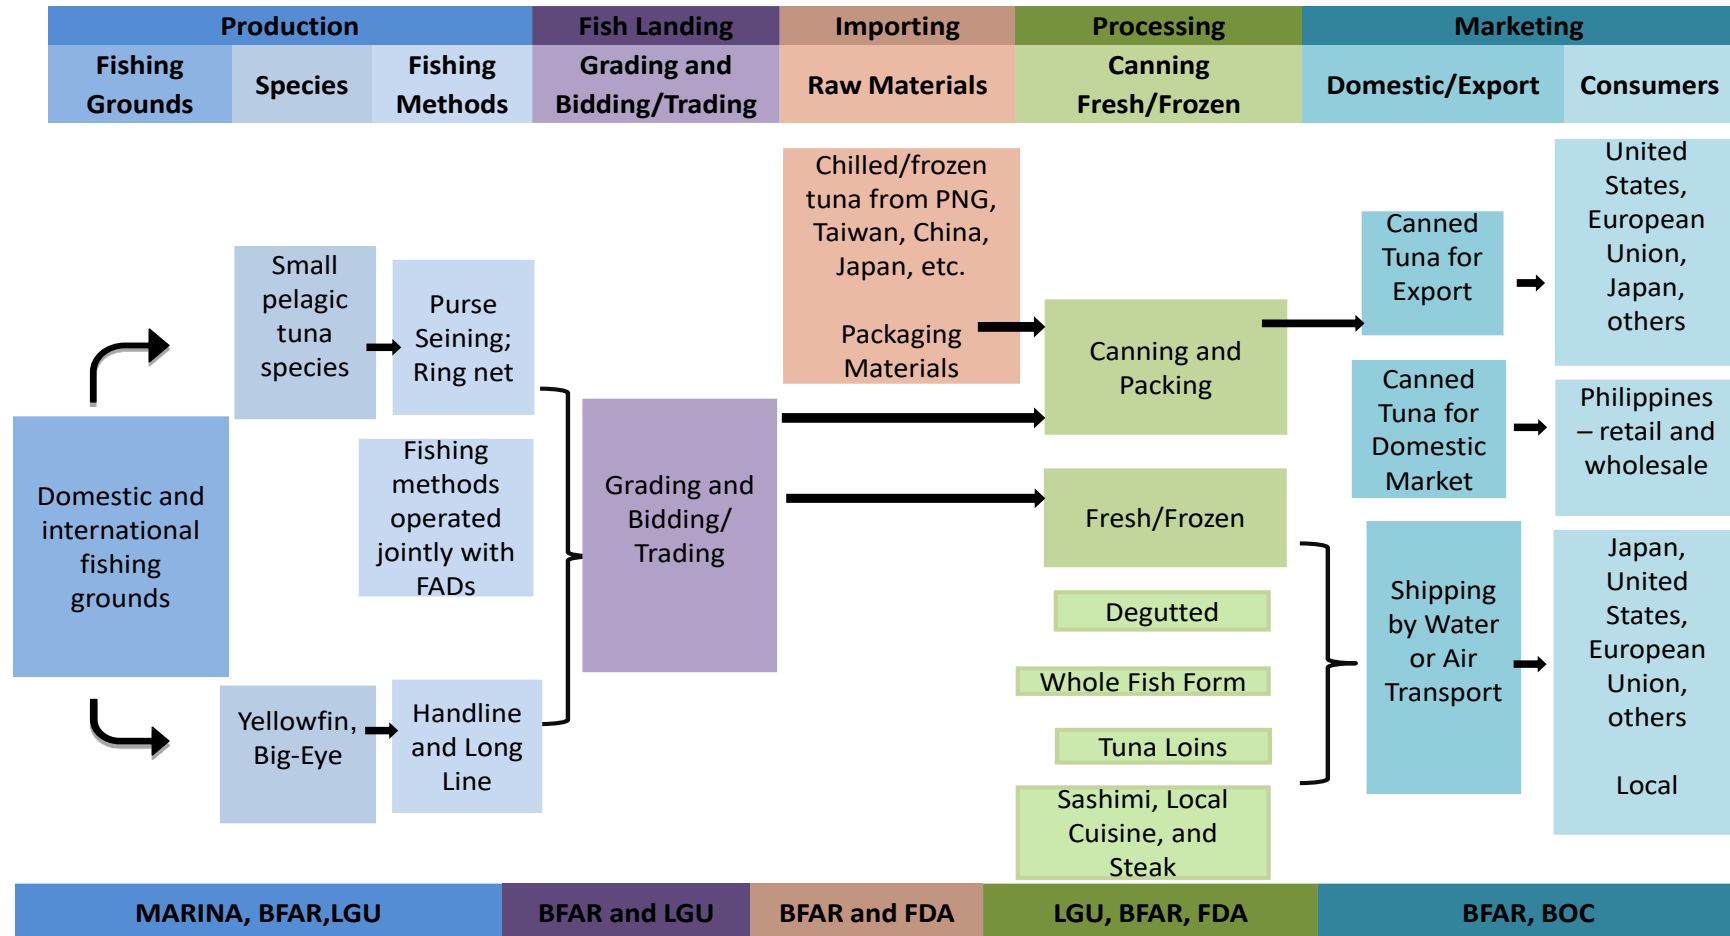 Production
Fish Landing
Importing
Processing
Marketing
Fishing
Grounds
Species
Fishing
Methods
Grading and
Bidding/Trading
Raw Materials
Canning
Fresh/Frozen
Domestic/Export
Consumers
Domestic and
international
fishing
grounds
Small
pelagic
tuna
species
Purse
Seining;
Ring net
Fishing
methods
operated
jointly with
FADs
Yellowfin,
Big-Eye
Handline
and Long
Line
Grading and
Bidding/
Trading
Chilled/frozen
tuna from PNG,
Taiwan, China,
Japan, etc.
Packaging
Materials
Canning and
Packing
Fresh/Frozen
Degutted
Whole Fish Form
Tuna Loins
Sashimi, Local
Cuisine, and
Steak
Canned
Tuna for
Export
Canned
Tuna for
Domestic
Market
Shipping
by Water
or Air
Transport
United
States,
European
Union,
Japan,
others
Philippines
– retail and
wholesale
Japan,
United
States,
European
Union,
others
Local
MARINA, BFAR,LGU
BFAR and LGU
BFAR and FDA
LGU, BFAR, FDA
BFAR, BOC